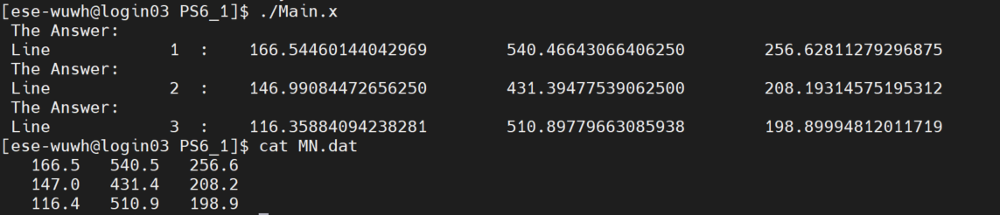 [ese-wuwh@login03 PS6_1]$ ./Main.x
The Answer:
Line 1 : 166.54460144042969 540.46643066406250 256.62811279296875
The Answer:
Line 2 : 146.99084472656250 431.39477539062500 208.19314575195312
The Answer:
Line 3 : 116.35884094238281 510.89779663085938 198.89994812011719
[ese-wuwh@login03 PS6_1]$ cat MN.dat
166.5 540.5 256.6
147.0 431.4 208.2
116.4 510.9 198.9